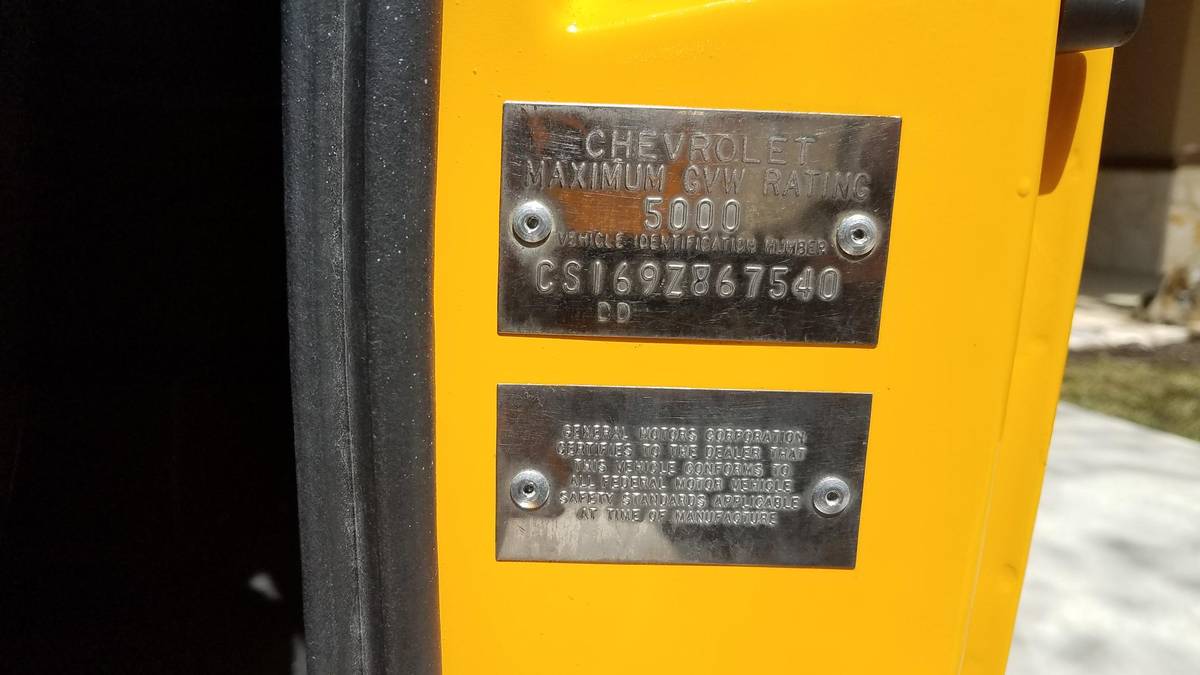 CHEVROLET
MAXIMUM GVW RATING
5000
VEHICLE IDENTIFICATION NUMBER
CS169Z867540
DD
GENERAL MOTORS CORPORATION
CERTIFIES TO THE DEALER THAT
THIS VEHICLE CONFORMS TO
ALL FEDERAL MOTOR VEHICLE
SAFETY STANDARDS APPLICABLE
AT TIME OF MANUFACTURE